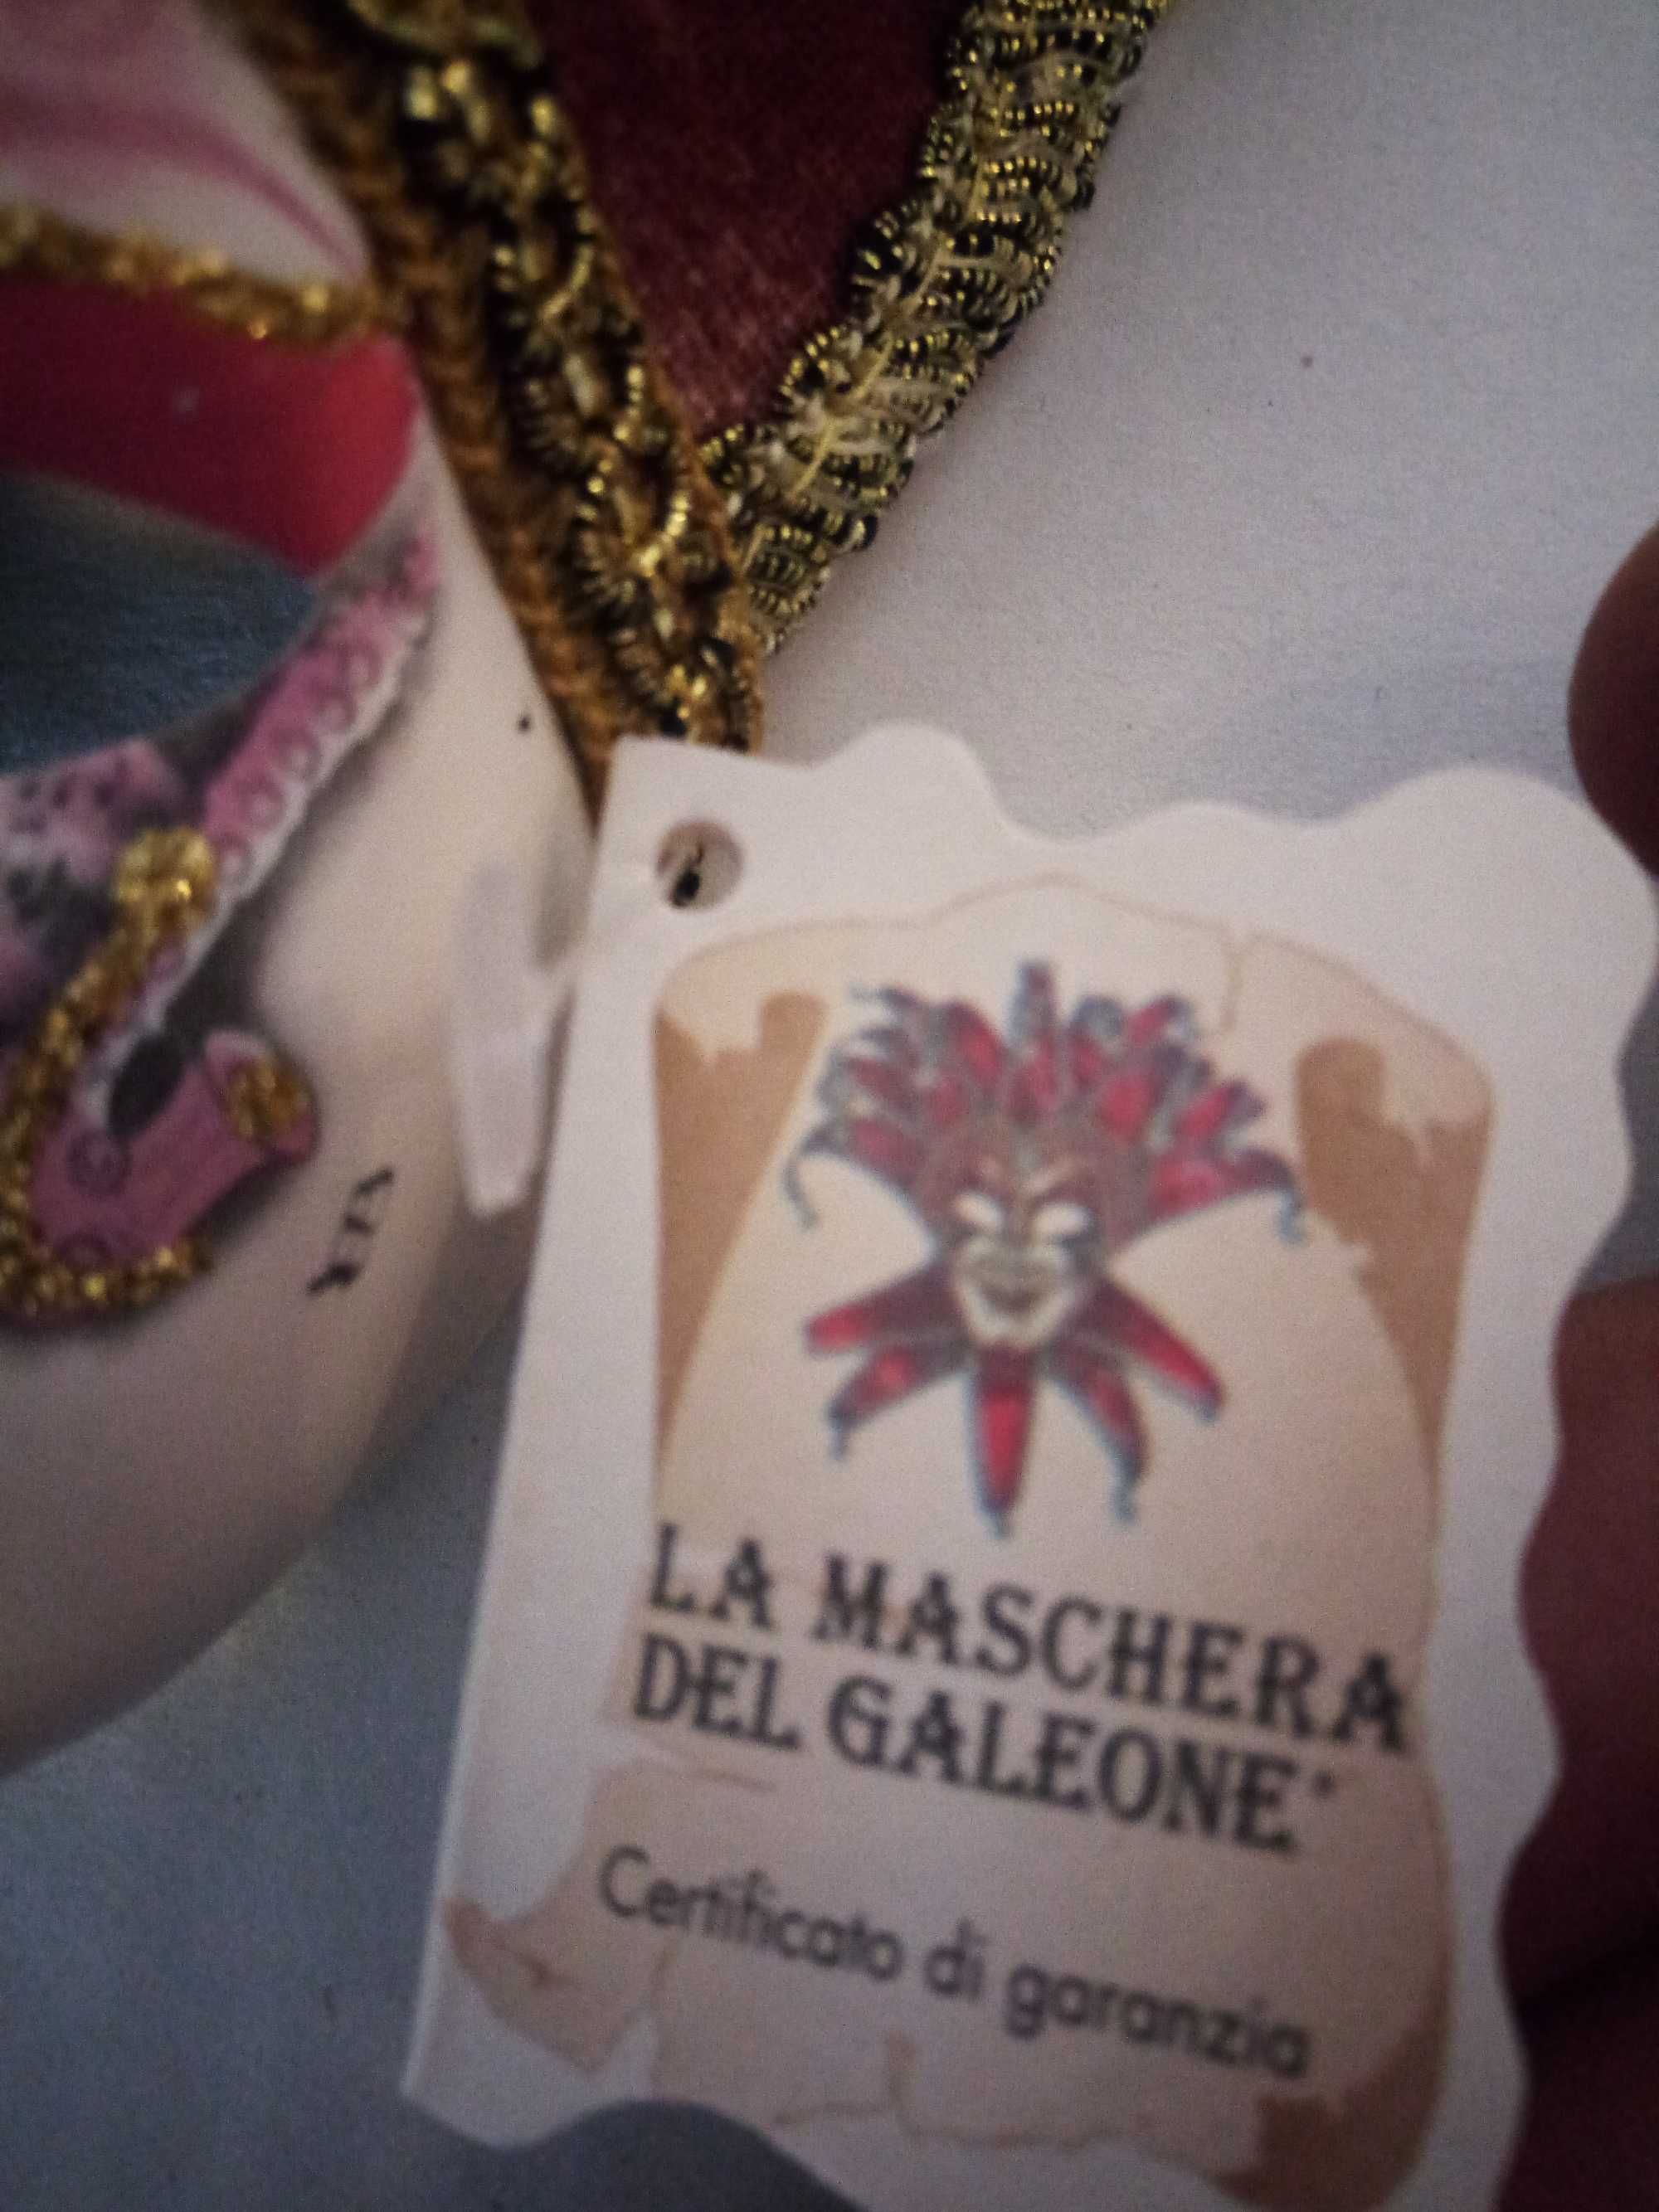 LA MASCHERA
DEL GALEONE
Certificato di garanzia